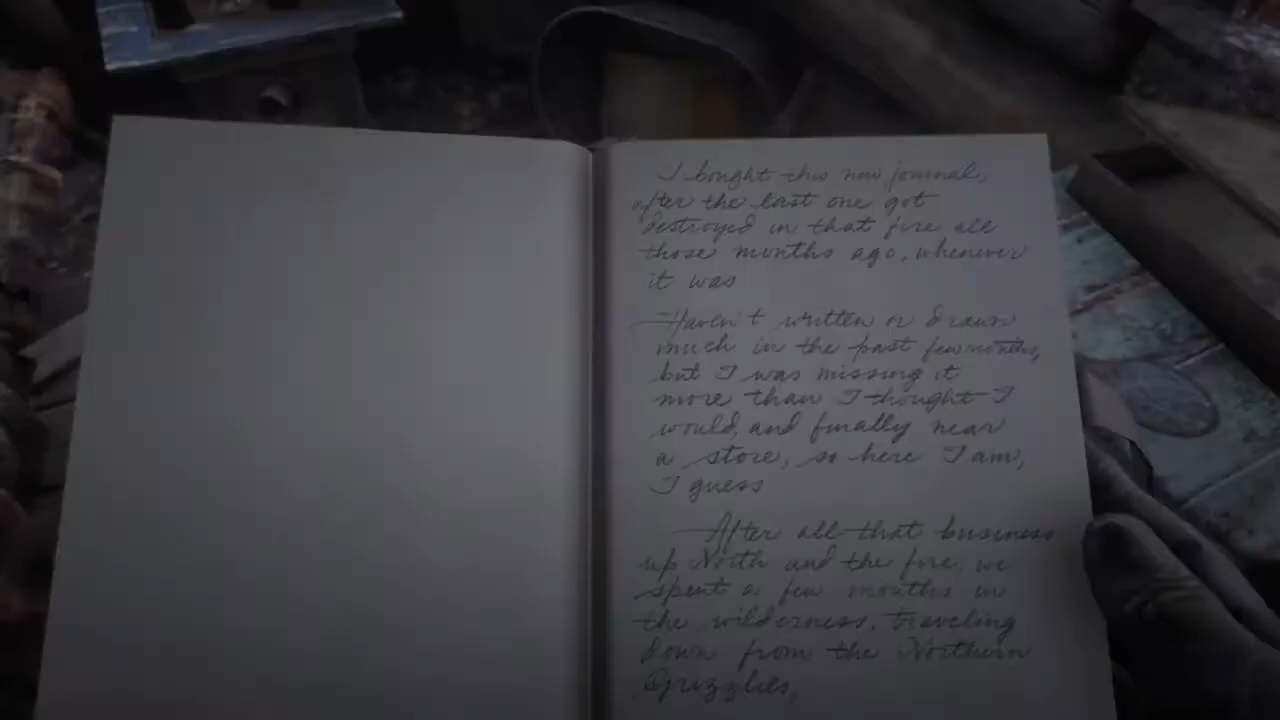 I bought this new journal,
after the last one got
destroyed in that fire all
those months ago, whenever
it was
Haven't written or drawn
much in the past few months,
but I was missing it
more than I thought I
would, and finally near
a store, so here I am,
I guess
After all that business
up North and the fire, we
spent a few months in
the wilderness, traveling
down from the Northern
Grizzlies,